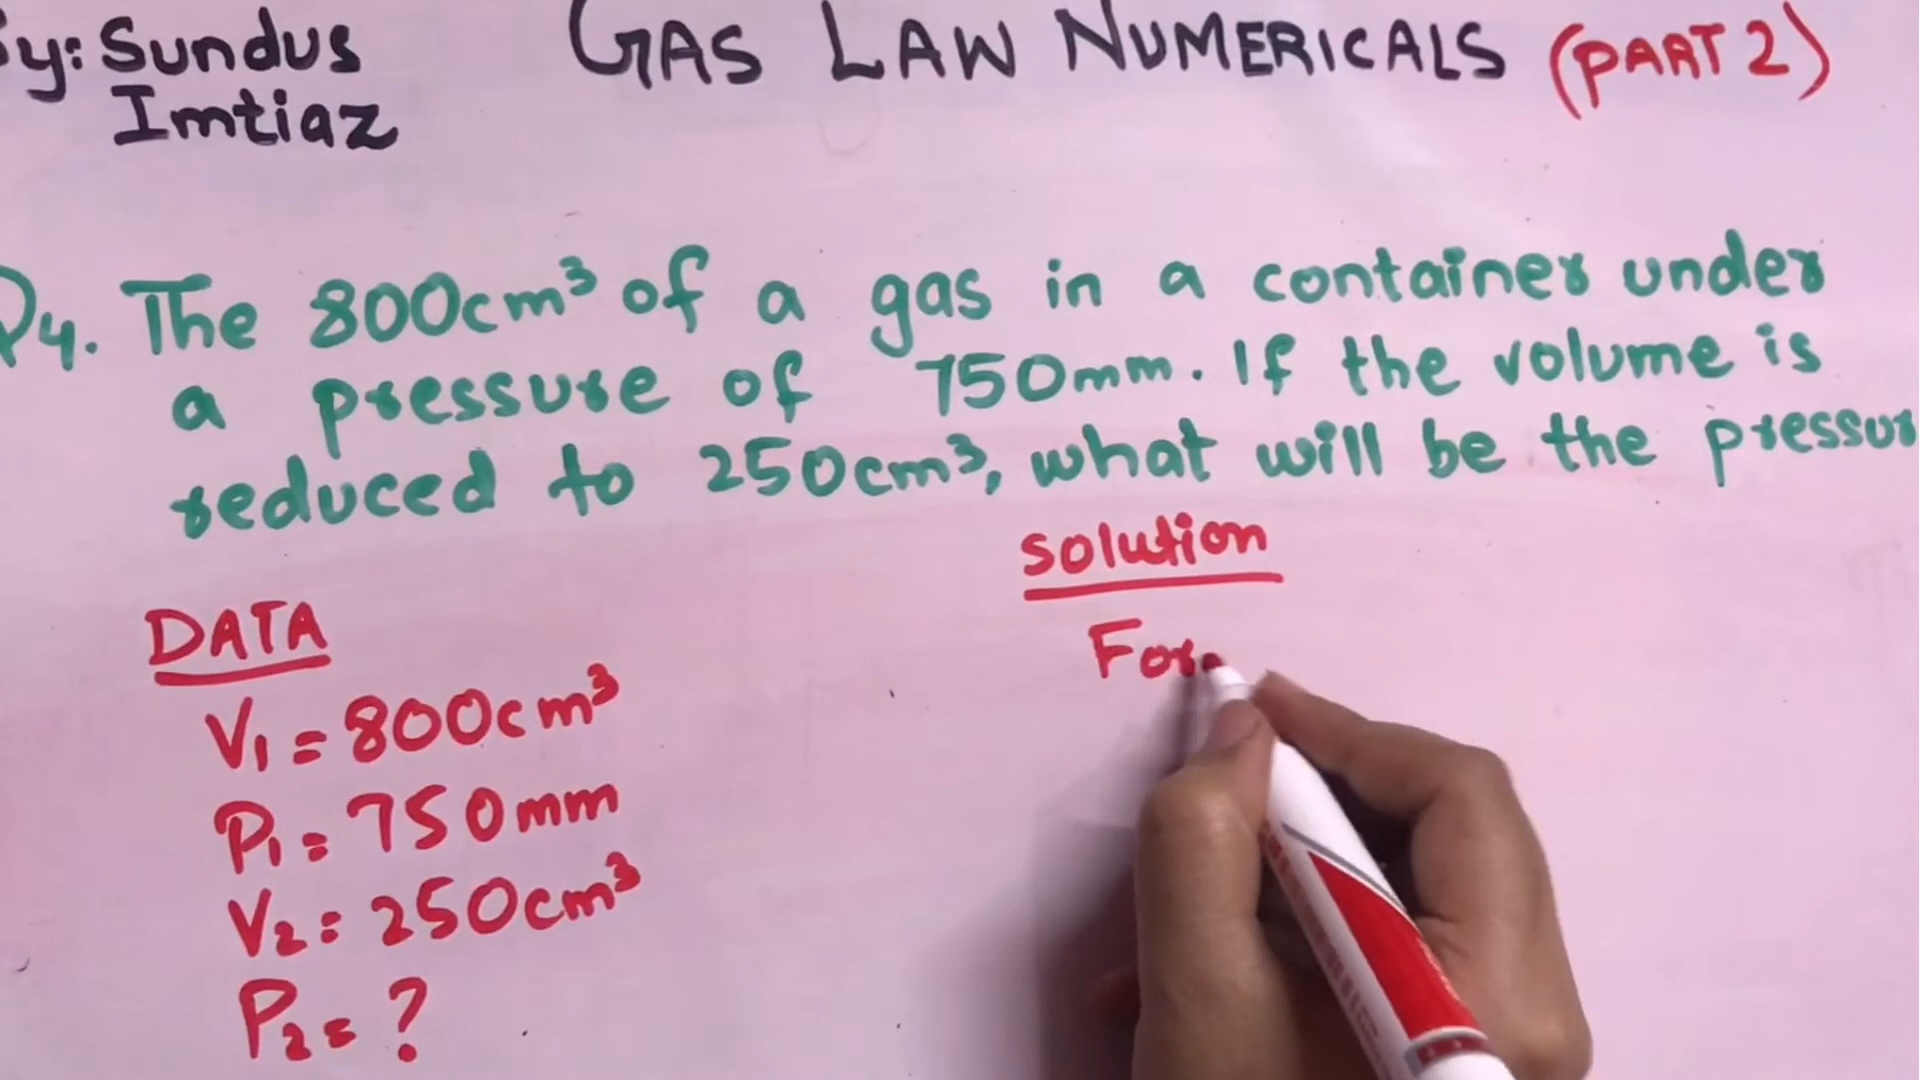 By: Sundus
Imtiaz
GAS LAW NUMERICALS (PART 2)
Q4. The 800cm³ of a gas in a container under
a pressure of 750mm. If the volume is
reduced to 250cm³, what will be the pressur
solution
For
DATA
V₁ = 800cm³
P₁ = 750mm
V₂ = 250cm³
P₂ = ?